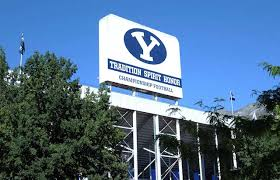 Y
TRADITION SPIRIT HONOR
CHAMPIONSHIP FOOTBALL